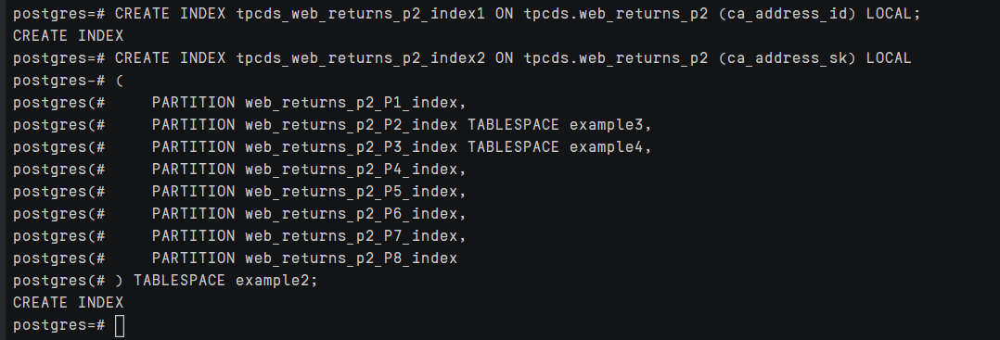 postgres=# CREATE INDEX tpcds_web_returns_p2_index1 ON tpcds.web_returns_p2 (ca_address_id) LOCAL;
CREATE INDEX
postgres=# CREATE INDEX tpcds_web_returns_p2_index2 ON tpcds.web_returns_p2 (ca_address_sk) LOCAL
postgres-# (
postgres(#     PARTITION web_returns_p2_P1_index,
postgres(#     PARTITION web_returns_p2_P2_index TABLESPACE example3,
postgres(#     PARTITION web_returns_p2_P3_index TABLESPACE example4,
postgres(#     PARTITION web_returns_p2_P4_index,
postgres(#     PARTITION web_returns_p2_P5_index,
postgres(#     PARTITION web_returns_p2_P6_index,
postgres(#     PARTITION web_returns_p2_P7_index,
postgres(#     PARTITION web_returns_p2_P8_index
postgres(# ) TABLESPACE example2;
CREATE INDEX
postgres=#